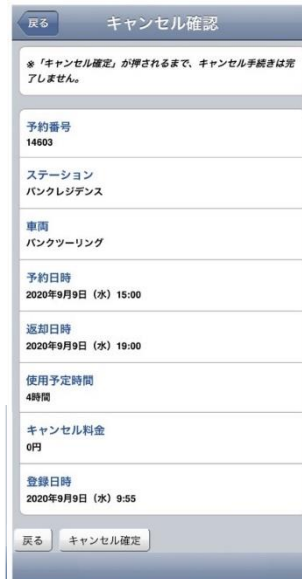 戻る
キャンセル確認
※「キャンセル確定」が押されるまで、キャンセル手続きは完
了しません。
予約番号
14603
ステーション
バンクレジデンス
車両
バンクツーリング
予約日時
2020年9月9日（水）15:00
返却日時
2020年9月9日（水）19:00
使用予定時間
4時間
キャンセル料金
0円
登録日時
2020年9月9日（水）9:55
戻る
キャンセル確定